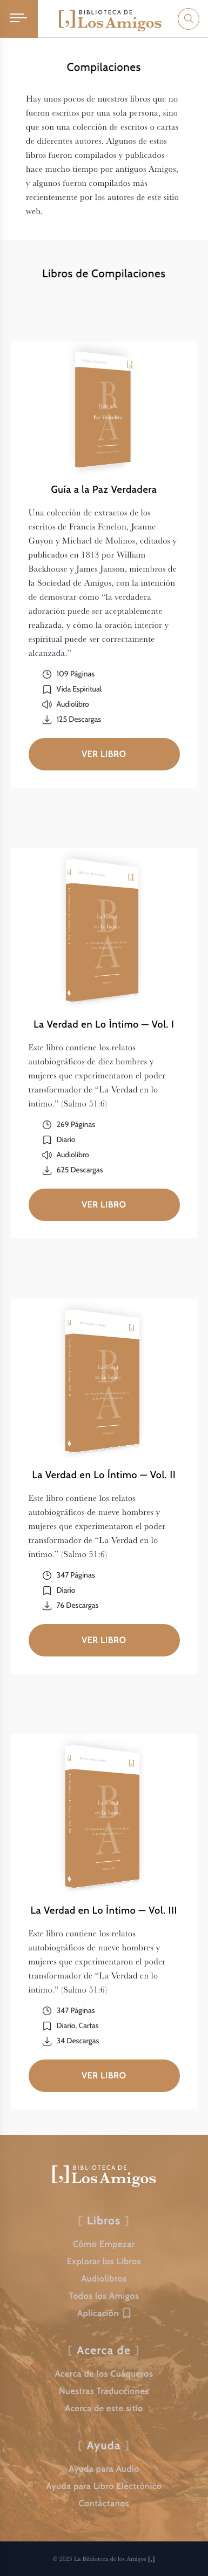 BIBLIOTECA DE
Los Amigos
Compilaciones
Hay unos pocos de nuestros libros que no
fueron escritos por una sola persona, sino
que son una colección de escritos o cartas
de diferentes autores. Algunos de estos
libros fueron compilados y publicados
hace mucho tiempo por antiguos Amigos,
y algunos fueron compilados más
recientemente por los autores de este sitio
web.
Libros de Compilaciones
Guía a la
Paz Verdadera
Guía a la Paz Verdadera
Una colección de extractos de los
escritos de Francis Fenelon, Jeanne
Guyon y Michael de Molinos, editados y
publicados en 1813 por William
Backhouse y James Janson, miembros de
la Sociedad de Amigos, con la intención
de demostrar cómo “la verdadera
adoración puede ser aceptablemente
realizada, y cómo la oración interior y
espiritual puede ser correctamente
alcanzada.”
109 Páginas
Vida Espiritual
Audiolibro
125 Descargas
VER LIBRO
La Verdad
en Lo Íntimo
La Verdad en Lo Íntimo — Vol. I
Este libro contiene los relatos
autobiográficos de diez hombres y
mujeres que experimentaron el poder
transformador de “La Verdad en lo
íntimo.” (Salmo 51:6)
269 Páginas
Diario
Audiolibro
625 Descargas
VER LIBRO
La Verdad
en Lo Íntimo
La Verdad en Lo Íntimo — Vol. II
Este libro contiene los relatos
autobiográficos de nueve hombres y
mujeres que experimentaron el poder
transformador de “La Verdad en lo
íntimo.” (Salmo 51:6)
347 Páginas
Diario
76 Descargas
VER LIBRO
La Verdad
en Lo Íntimo
La Verdad en Lo Íntimo — Vol. III
Este libro contiene los relatos
autobiográficos de nueve hombres y
mujeres que experimentaron el poder
transformador de “La Verdad en lo
íntimo.” (Salmo 51:6)
347 Páginas
Diario, Cartas
34 Descargas
VER LIBRO
BIBLIOTECA DE
Los Amigos
[ Libros ]
Cómo Empezar
Explorar los Libros
Audiolibros
Todos los Amigos
Aplicación
[ Acerca de ]
Acerca de los Cuáqueros
Nuestras Traducciones
Acerca de este sitio
[ Ayuda ]
Ayuda para Audio
Ayuda para Libro Electrónico
Contáctanos
© 2021 La Biblioteca de los Amigos [.]